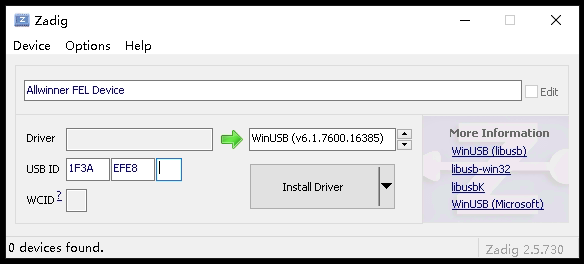 Zadig
Device Options Help
Allwinner FEL Device
Edit
Driver
WinUSB (v6.1.7600.16385)
More Information
WinUSB (libusb)
USB ID 1F3A EFE8
libusb-win32
Install Driver
libusbK
WCID ?
WinUSB (Microsoft)
0 devices found.
Zadig 2.5.730